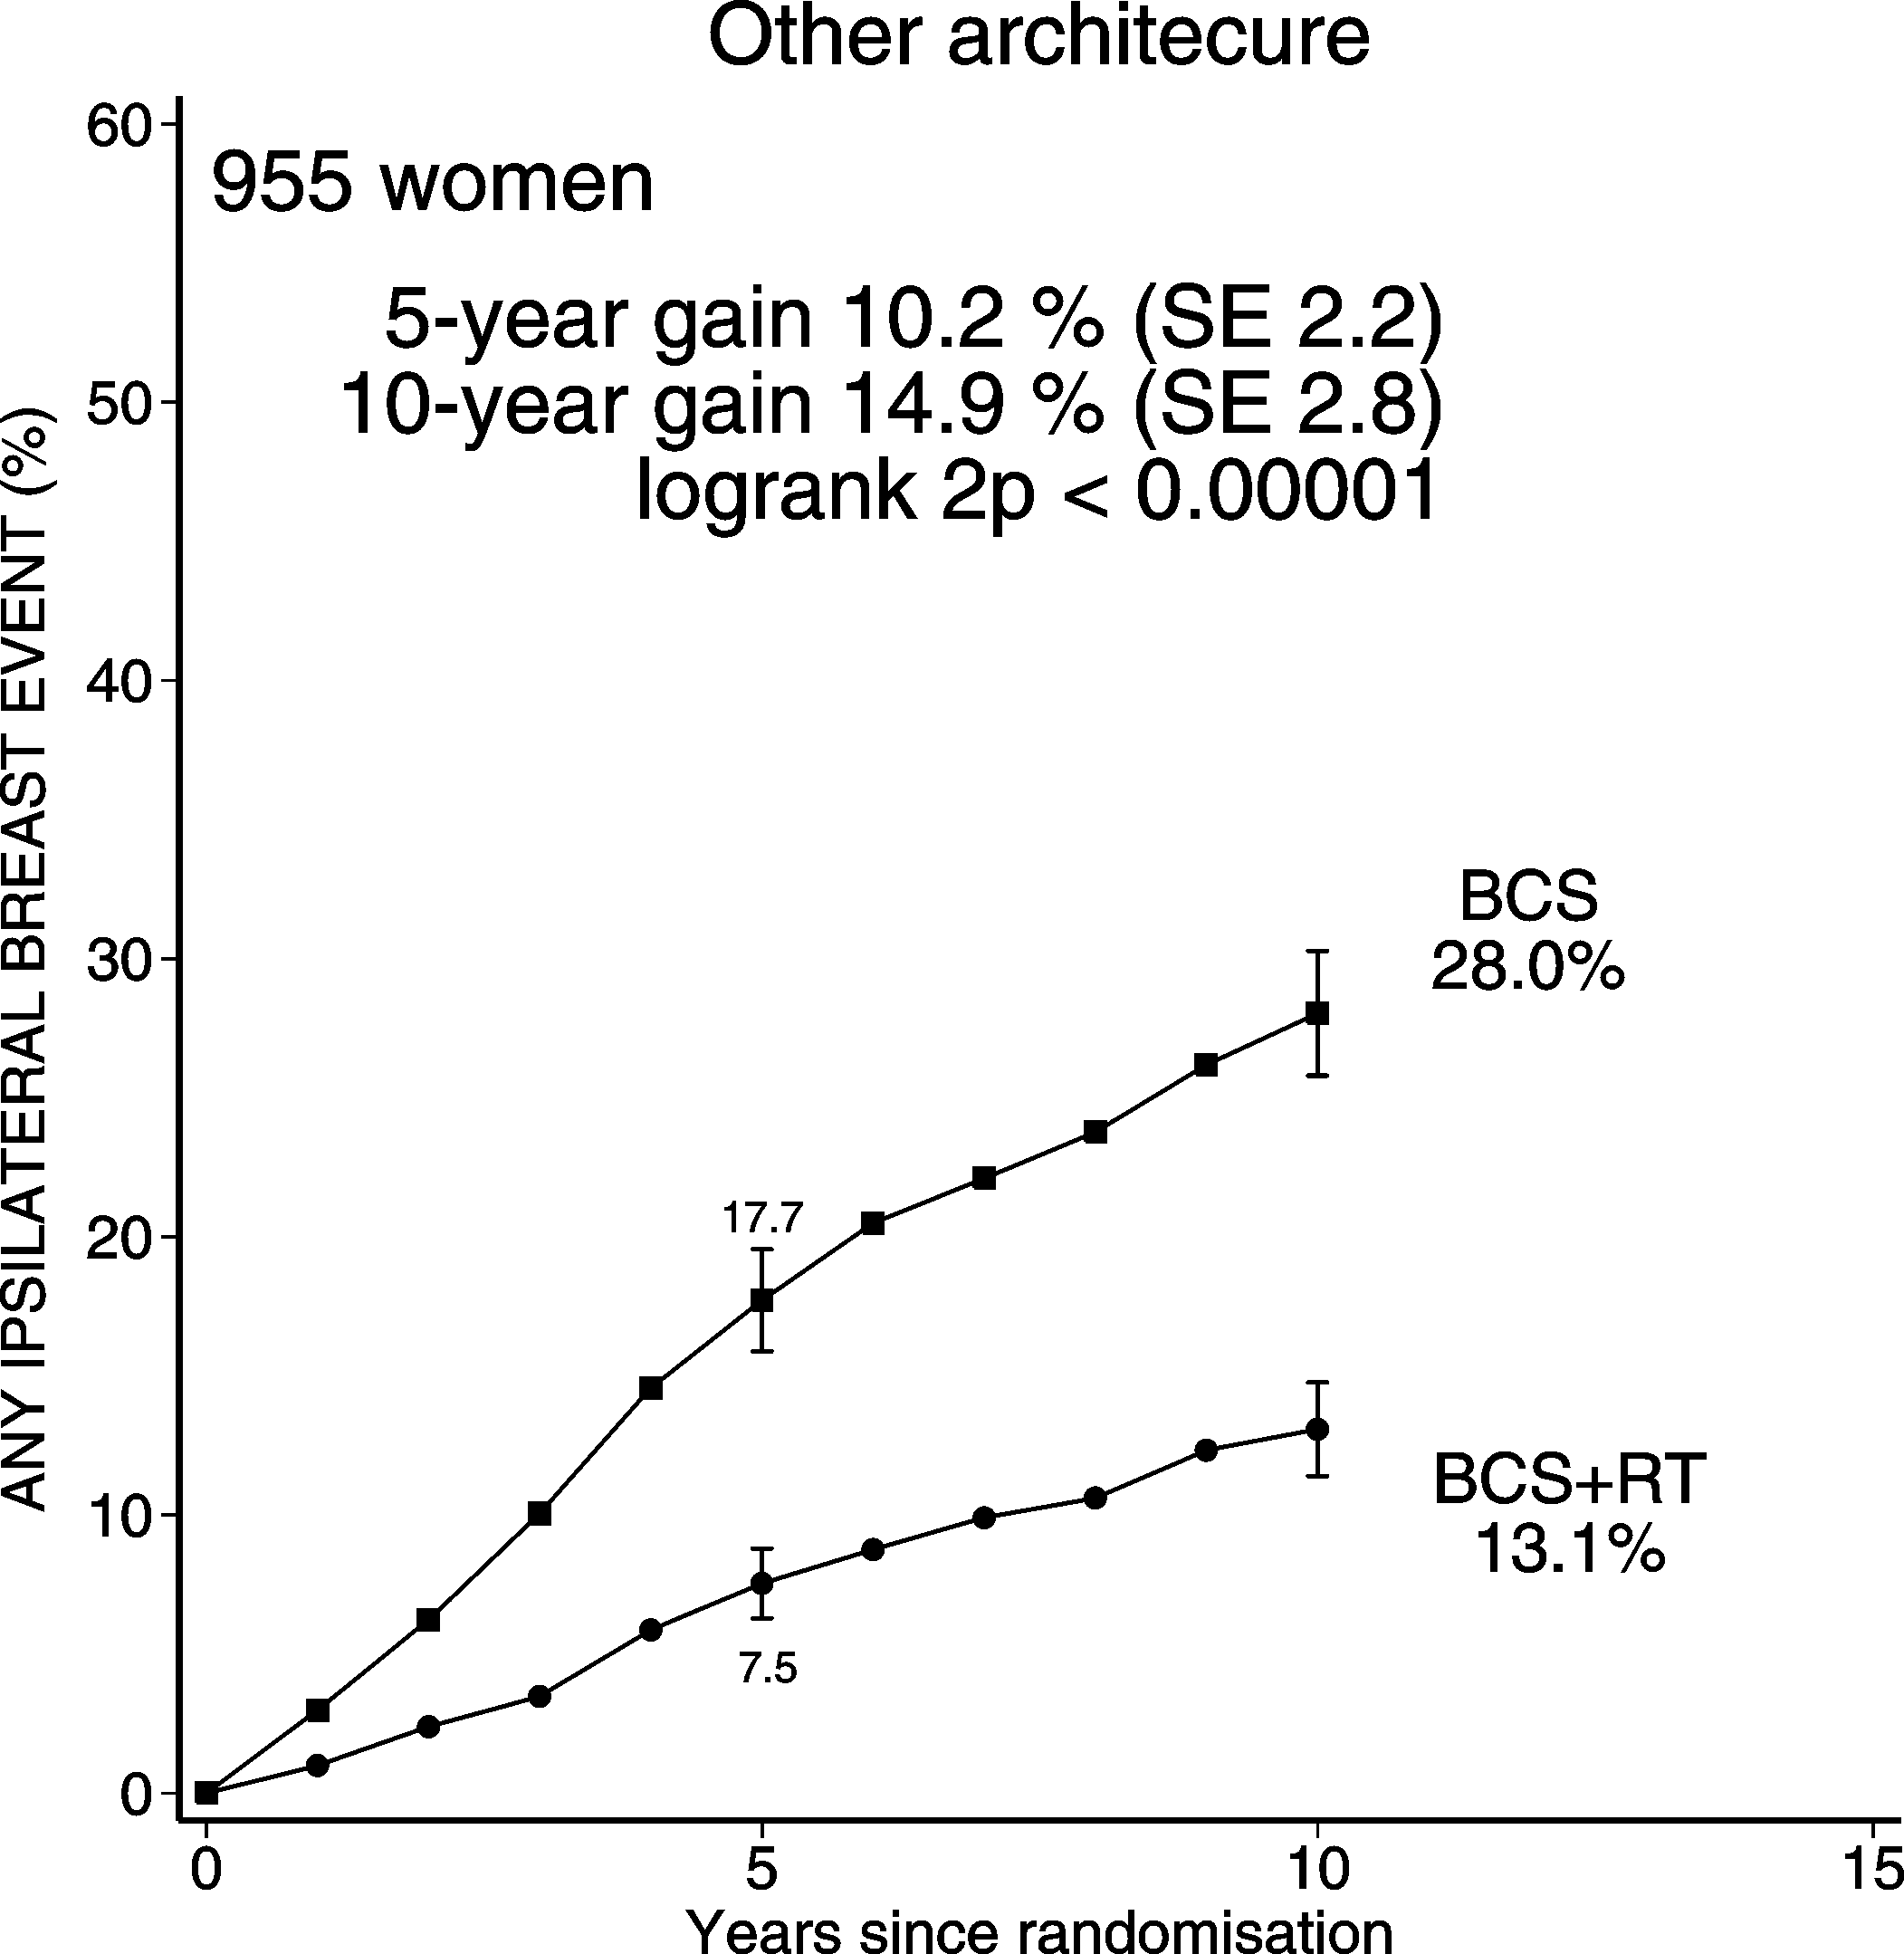 Other architecure
955 women
5-year gain 10.2 % (SE 2.2)
10-year gain 14.9 % (SE 2.8)
logrank 2p < 0.00001
ANY IPSILATERAL BREAST EVENT (%)
60
50
40
30
20
10
0
BCS
28.0%
17.7
BCS+RT
13.1%
7.5
0 5 10 15
Years since randomisation